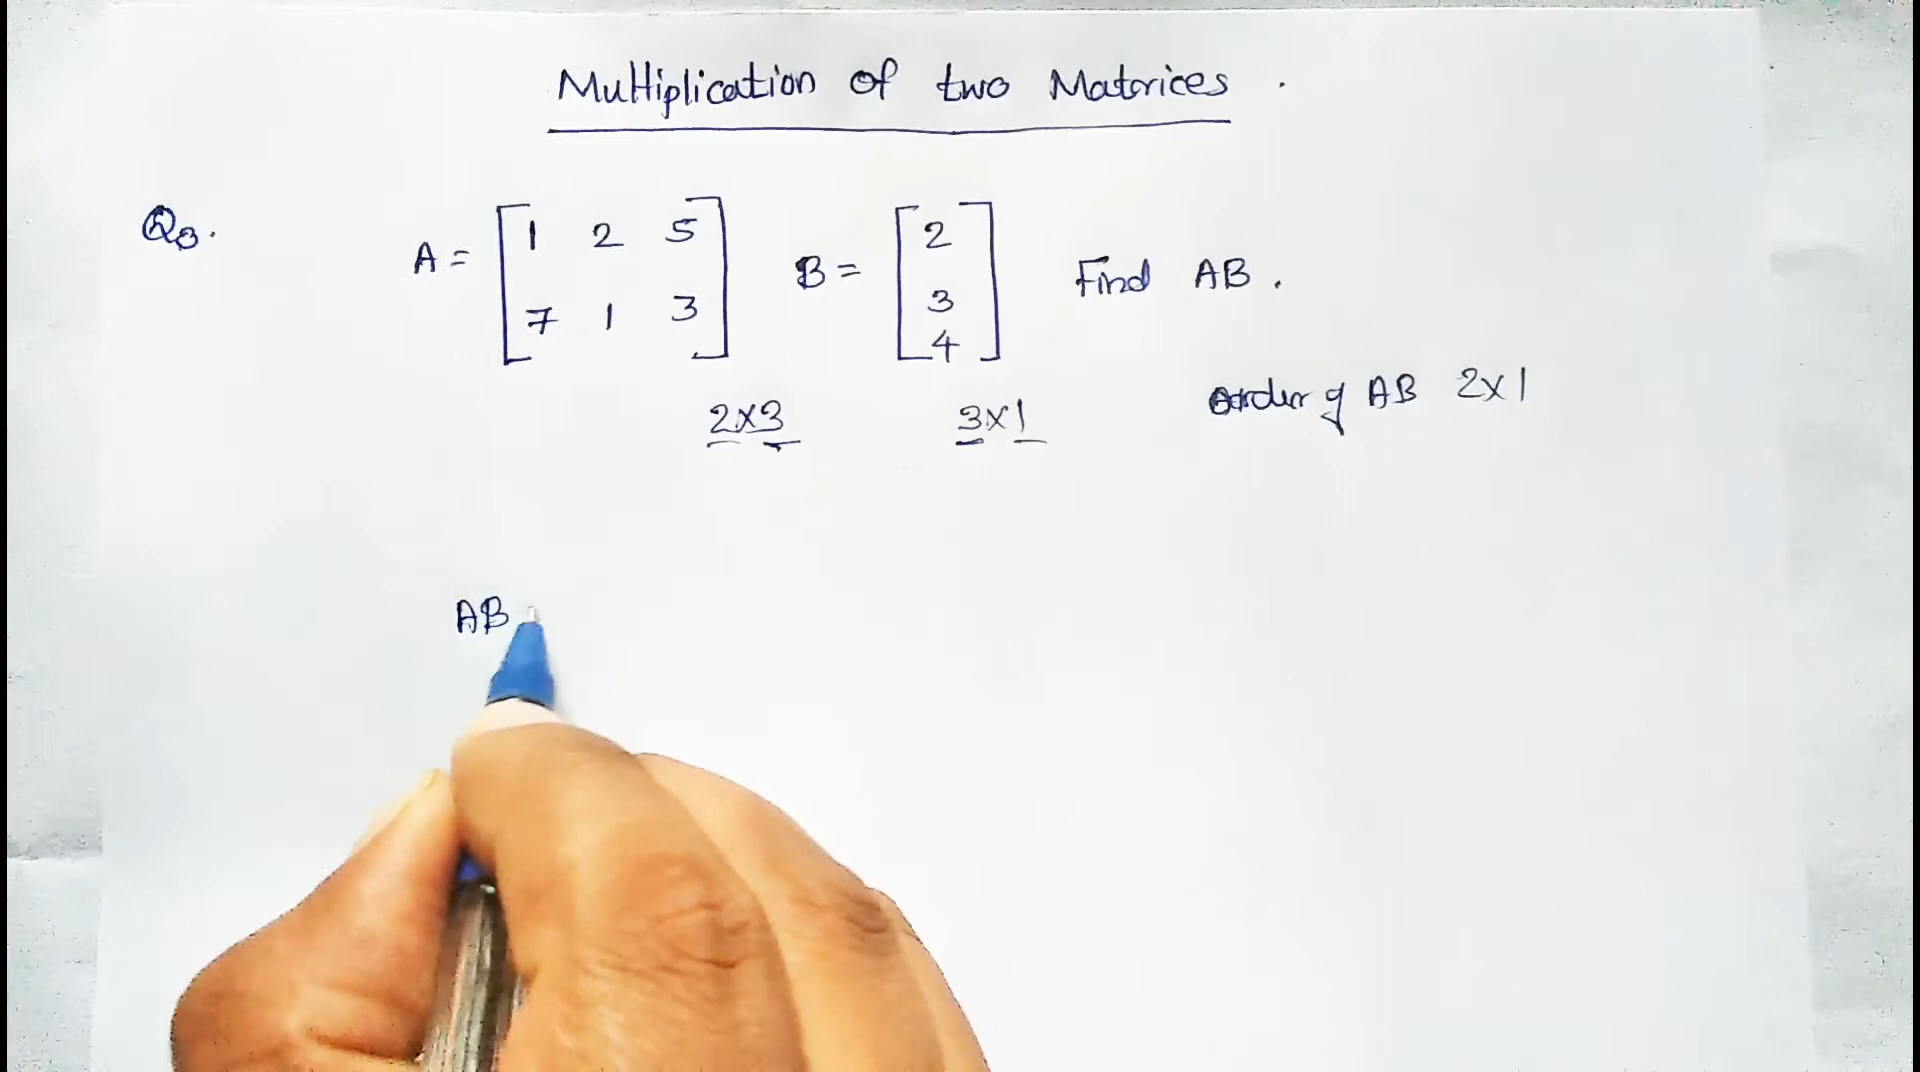 Multiplication of two Matrices .
Q3. A = [ 1 2 5 B = [ 2 Find AB .
7 1 3 ] 3
4 ]
2x3 3x1 order of AB 2x1
AB